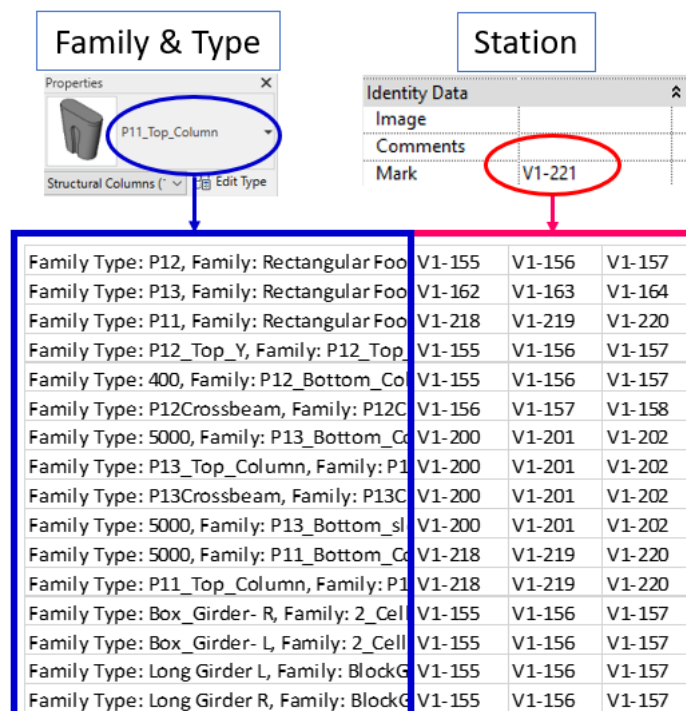 Family & Type
Station
Properties
P11_Top_Column
Structural Columns (
Edit Type
Identity Data
Image
Comments
Mark V1-221
Family Type: P12, Family: Rectangular Foo V1-155 V1-156 V1-157
Family Type: P13, Family: Rectangular Foo V1-162 V1-163 V1-164
Family Type: P11, Family: Rectangular Foo V1-218 V1-219 V1-220
Family Type: P12_Top_Y, Family: P12_Top_ V1-155 V1-156 V1-157
Family Type: 400, Family: P12_Bottom_Col V1-155 V1-156 V1-157
Family Type: P12Crossbeam, Family: P12C V1-156 V1-157 V1-158
Family Type: 5000, Family: P13_Bottom_Co V1-200 V1-201 V1-202
Family Type: P13_Top_Column, Family: P1 V1-200 V1-201 V1-202
Family Type: P13Crossbeam, Family: P13C V1-200 V1-201 V1-202
Family Type: 5000, Family: P13_Bottom_sl V1-200 V1-201 V1-202
Family Type: 5000, Family: P11_Bottom_Co V1-218 V1-219 V1-220
Family Type: P11_Top_Column, Family: P1 V1-218 V1-219 V1-220
Family Type: Box_Girder- R, Family: 2_Cell V1-155 V1-156 V1-157
Family Type: Box_Girder- L, Family: 2_Cell V1-155 V1-156 V1-157
Family Type: Long Girder L, Family: BlockG V1-155 V1-156 V1-157
Family Type: Long Girder R, Family: BlockG V1-155 V1-156 V1-157